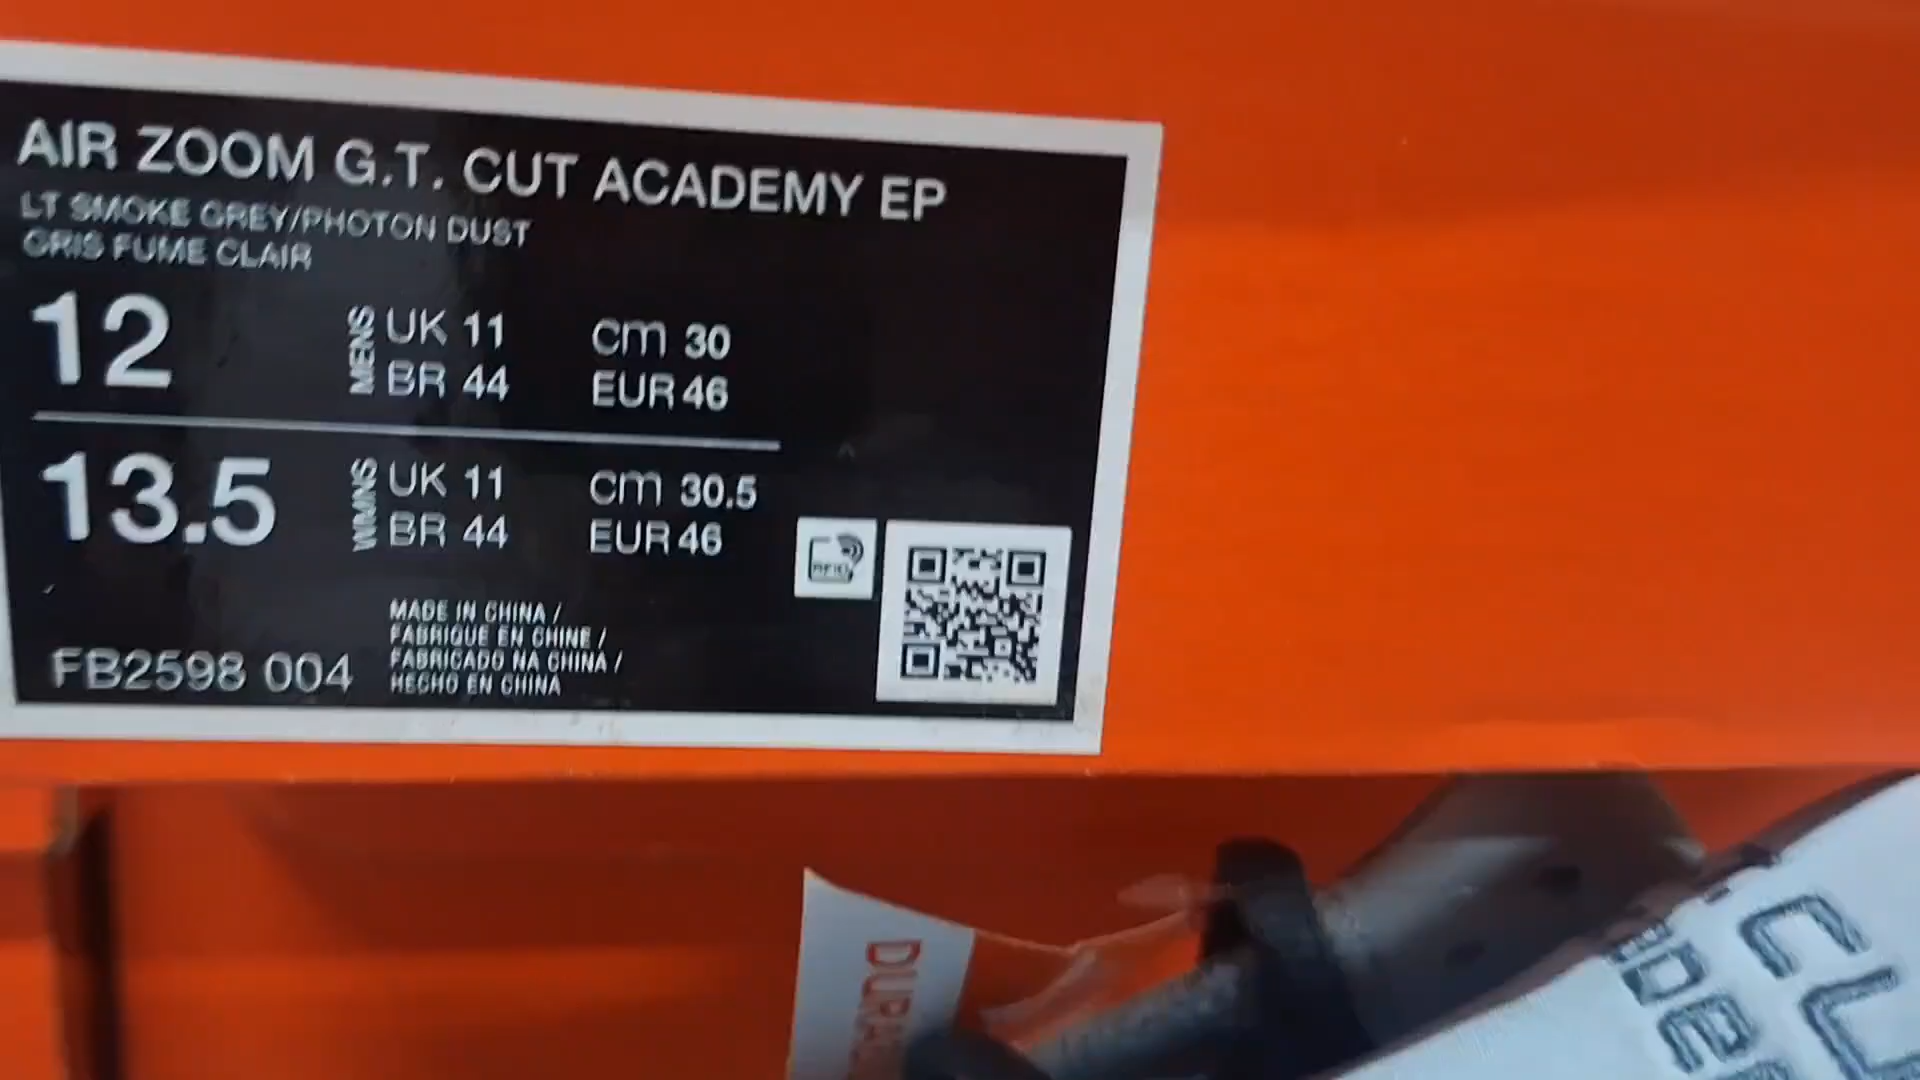 AIR ZOOM G.T. CUT ACADEMY EP
LT SMOKE GREY/PHOTON DUST
GRIS FUME CLAIR
12
MENS
UK 11
cm 30
BR 44
EUR 46
13.5
WMNS
UK 11
cm 30.5
BR 44
EUR 46
RFID
MADE IN CHINA /
FABRIQUE EN CHINE /
FABRICADO NA CHINA /
HECHO EN CHINA
FB2598 004